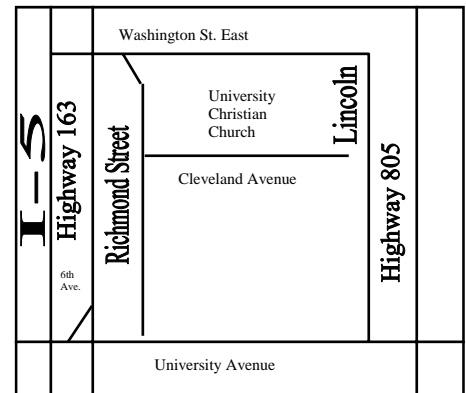 Washington St. East
University
Christian
Church
Lincoln
I-5
Highway 163
Richmond Street
Cleveland Avenue
Highway 805
6th
Ave.
University Avenue